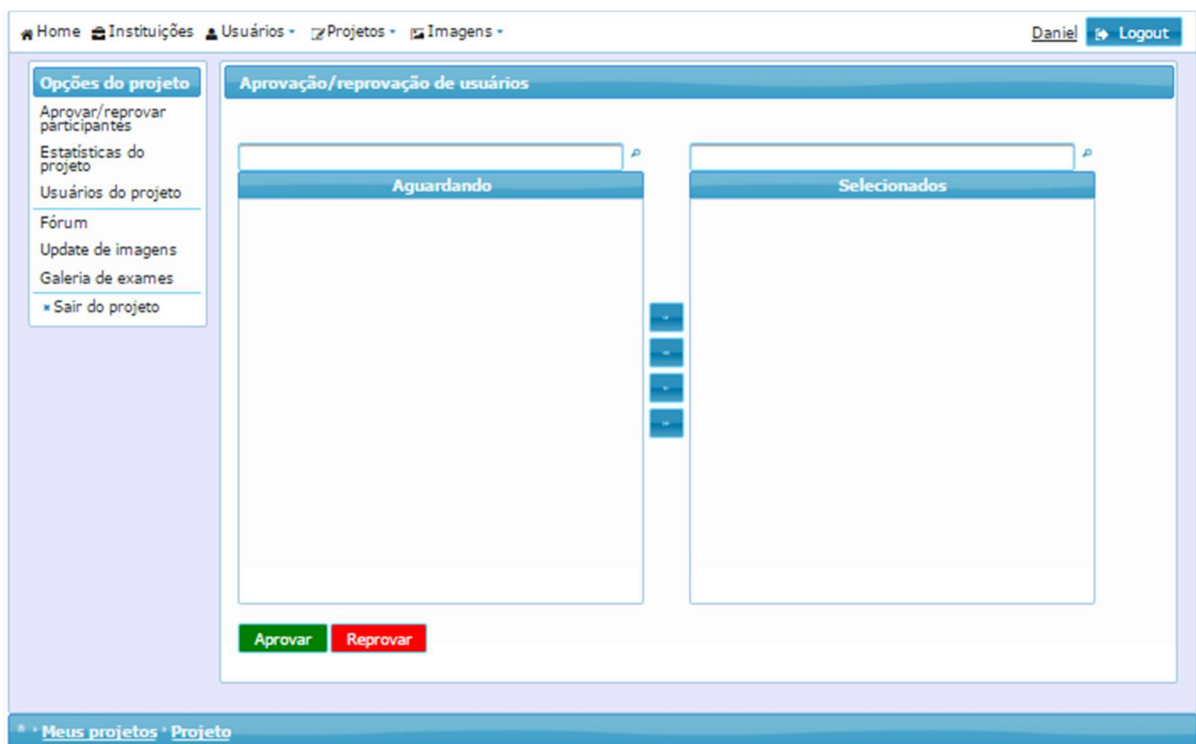 Home Instituições Usuários Projetos Imagens Daniel Logout
Opções do projeto
Aprovar/reprovar
participantes
Estatísticas do
projeto
Usuários do projeto
Fórum
Update de imagens
Galeria de exames
Sair do projeto
Aprovação/reprovação de usuários
Aguardando
Selecionados
Aprovar Reprovar
Meus projetos Projeto